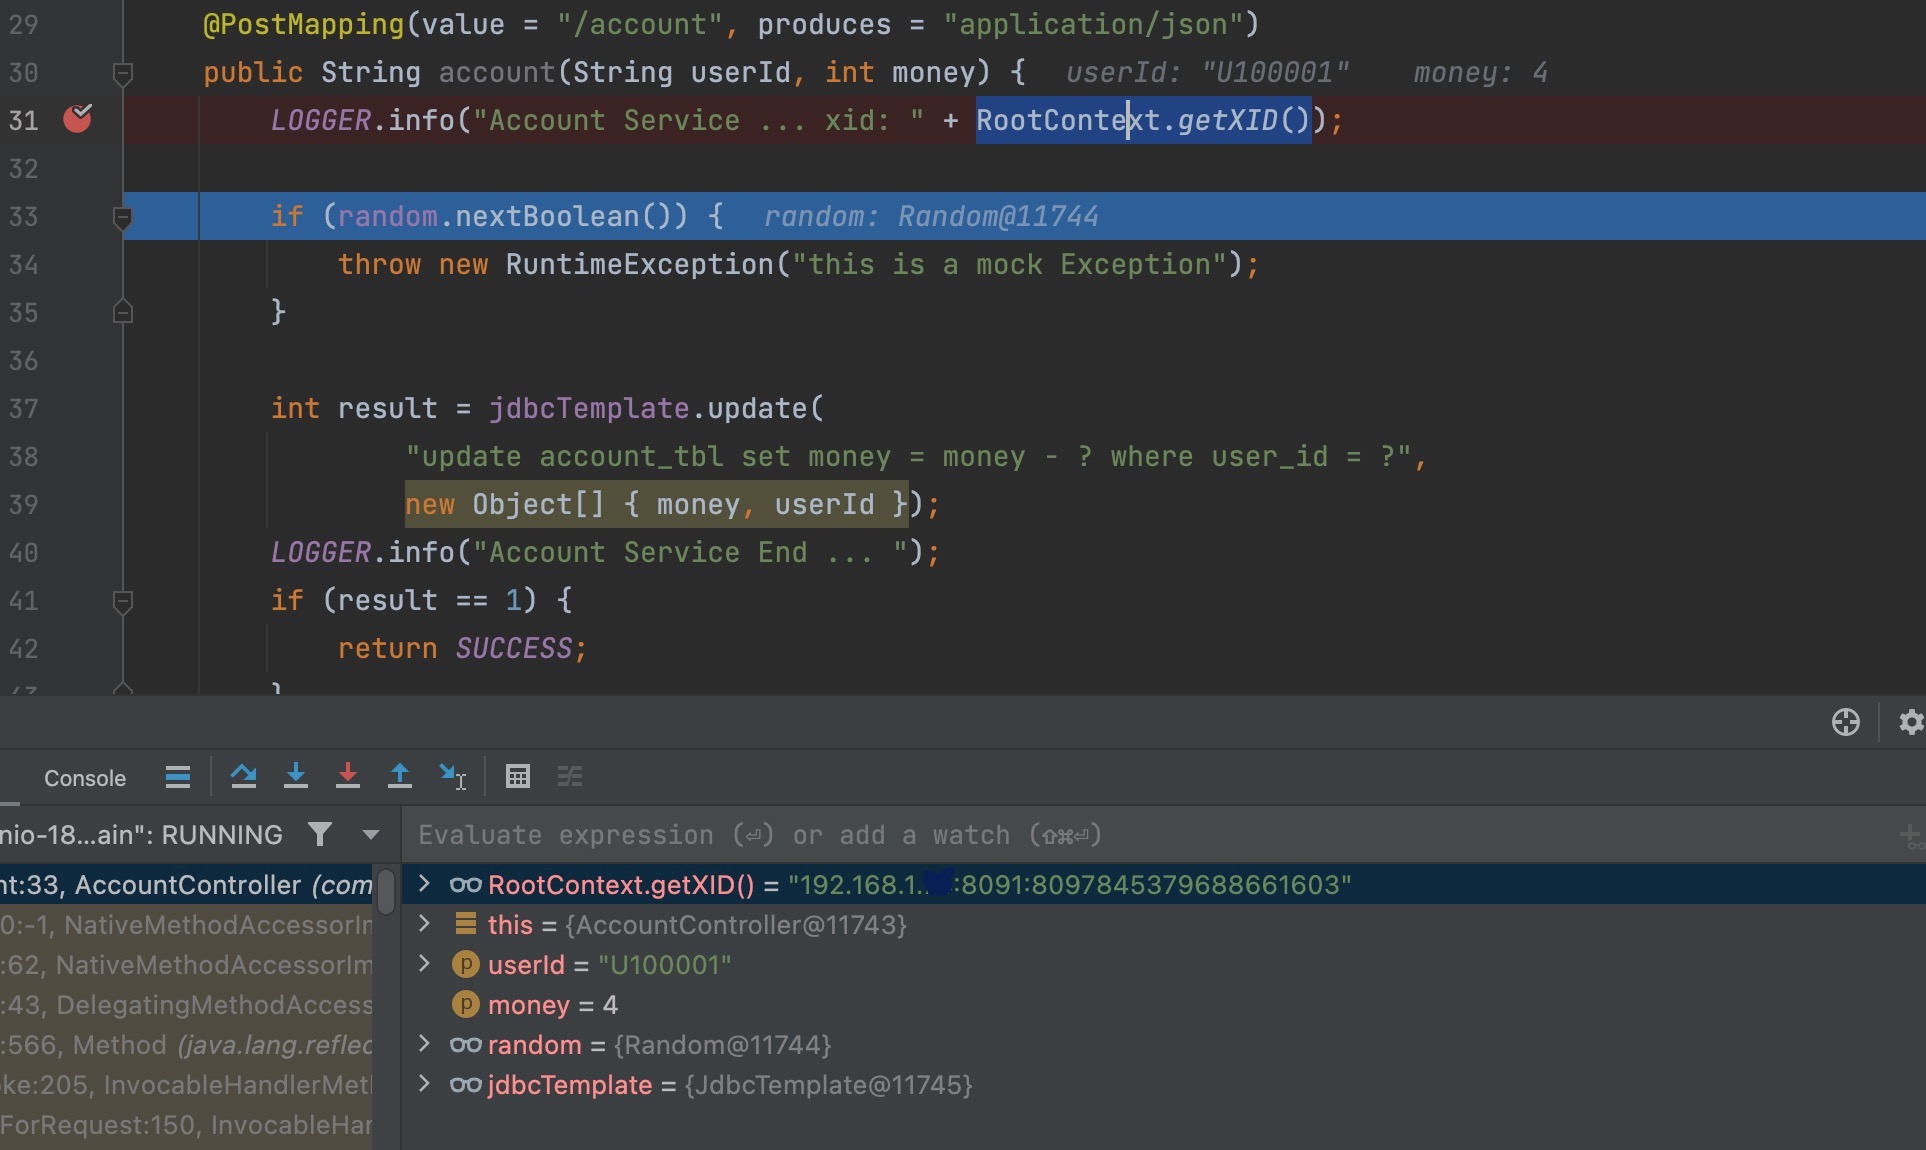 29 @PostMapping(value = "/account", produces = "application/json")
30 public String account(String userId, int money) { userId: "U100001" money: 4
31 LOGGER.info("Account Service ... xid: " + RootContext.getXID());
32
33 if (random.nextBoolean()) { random: Random@11744
34 throw new RuntimeException("this is a mock Exception");
35 }
36
37 int result = jdbcTemplate.update(
38 "update account_tbl set money = money - ? where user_id = ?",
39 new Object[] { money, userId });
40 LOGGER.info("Account Service End ... ");
41 if (result == 1) {
42 return SUCCESS;
Console
nio-18...ain": RUNNING
Evaluate expression (⏎) or add a watch (⇧⌘⏎)
nt:33, AccountController (com
0:-1, NativeMethodAccessorIm
:62, NativeMethodAccessorIm
:43, DelegatingMethodAccess
:566, Method (java.lang.reflec
ke:205, InvocableHandlerMet
ForRequest:150, InvocableHar
RootContext.getXID() = "192.168.1. :8091:8097845379688661603"
this = {AccountController@11743}
p userId = "U100001"
p money = 4
random = {Random@11744}
jdbcTemplate = {JdbcTemplate@11745}